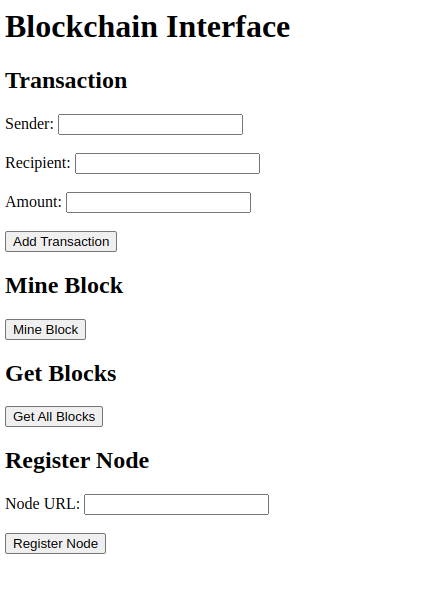 Blockchain Interface
Transaction
Sender:
Recipient:
Amount:
Add Transaction
Mine Block
Mine Block
Get Blocks
Get All Blocks
Register Node
Node URL:
Register Node